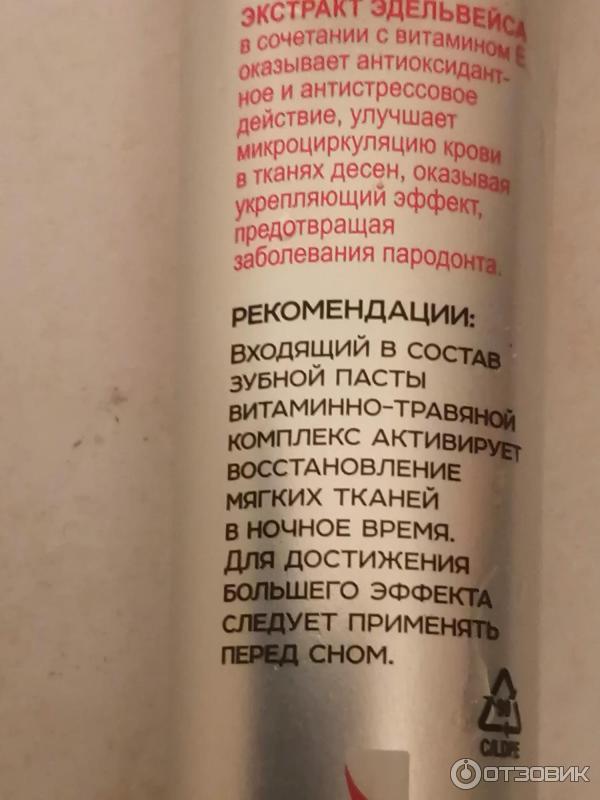 ЭКСТРАКТ ЭДЕЛЬВЕЙСА
в сочетании с витамином Е
оказывает антиоксидант-
ное и антистрессовое
действие, улучшает
микроциркуляцию крови
в тканях десен, оказывая
укрепляющий эффект,
предотвращая
заболевания пародонта.
РЕКОМЕНДАЦИИ:
ВХОДЯЩИЙ В СОСТАВ
ЗУБНОЙ ПАСТЫ
ВИТАМИННО-ТРАВЯНОЙ
КОМПЛЕКС АКТИВИРУЕТ
ВОССТАНОВЛЕНИЕ
МЯГКИХ ТКАНЕЙ
В НОЧНОЕ ВРЕМЯ.
ДЛЯ ДОСТИЖЕНИЯ
БОЛЬШЕГО ЭФФЕКТА
СЛЕДУЕТ ПРИМЕНЯТЬ
ПЕРЕД СНОМ.
C/LDPE
ОТЗОВИК